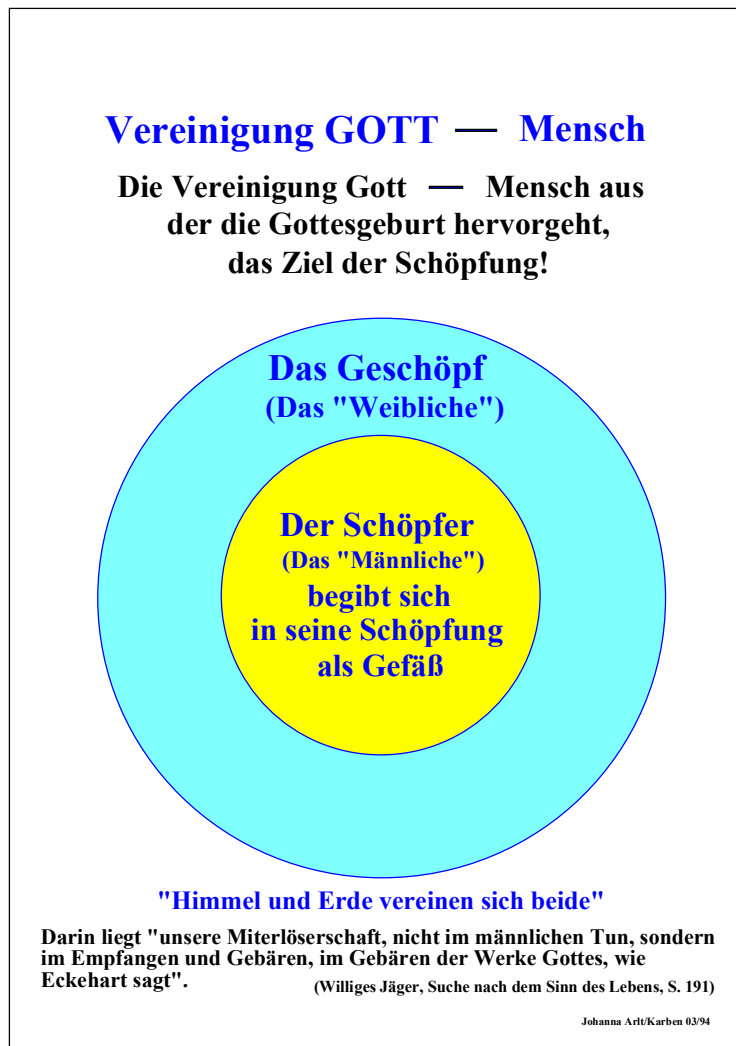 Vereinigung GOTT — Mensch
Die Vereinigung Gott — Mensch aus
der die Gottesgeburt hervorgeht,
das Ziel der Schöpfung!
Das Geschöpf
(Das "Weibliche")
Der Schöpfer
(Das "Männliche")
begibt sich
in seine Schöpfung
als Gefäß
"Himmel und Erde vereinen sich beide"
Darin liegt "unsere Miterlöserschaft, nicht im männlichen Tun, sondern
im Empfangen und Gebären, im Gebären der Werke Gottes, wie
Eckehart sagt".
(Williges Jäger, Suche nach dem Sinn des Lebens, S. 191)
Johanna Arlt/Karben 03/94